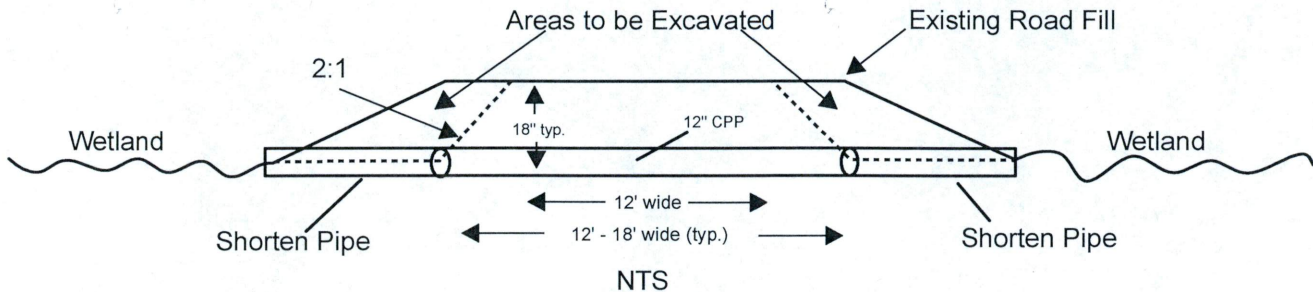 Areas to be Excavated
Existing Road Fill
2:1
18" typ.
12" CPP
Wetland
Wetland
12' wide
Shorten Pipe
12' - 18' wide (typ.)
Shorten Pipe
NTS